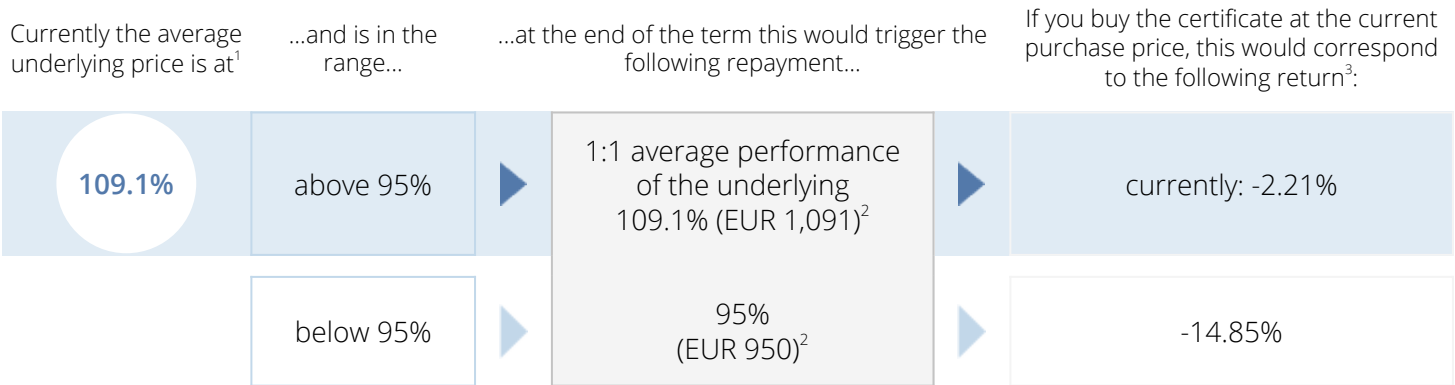 Currently the average
underlying price is at¹
...and is in the
range...
...at the end of the term this would trigger the
following repayment...
If you buy the certificate at the current
purchase price, this would correspond
to the following return³:
109.1%
above 95%
1:1 average performance
of the underlying
109.1% (EUR 1,091)²
currently: -2.21%
below 95%
95%
(EUR 950)²
-14.85%